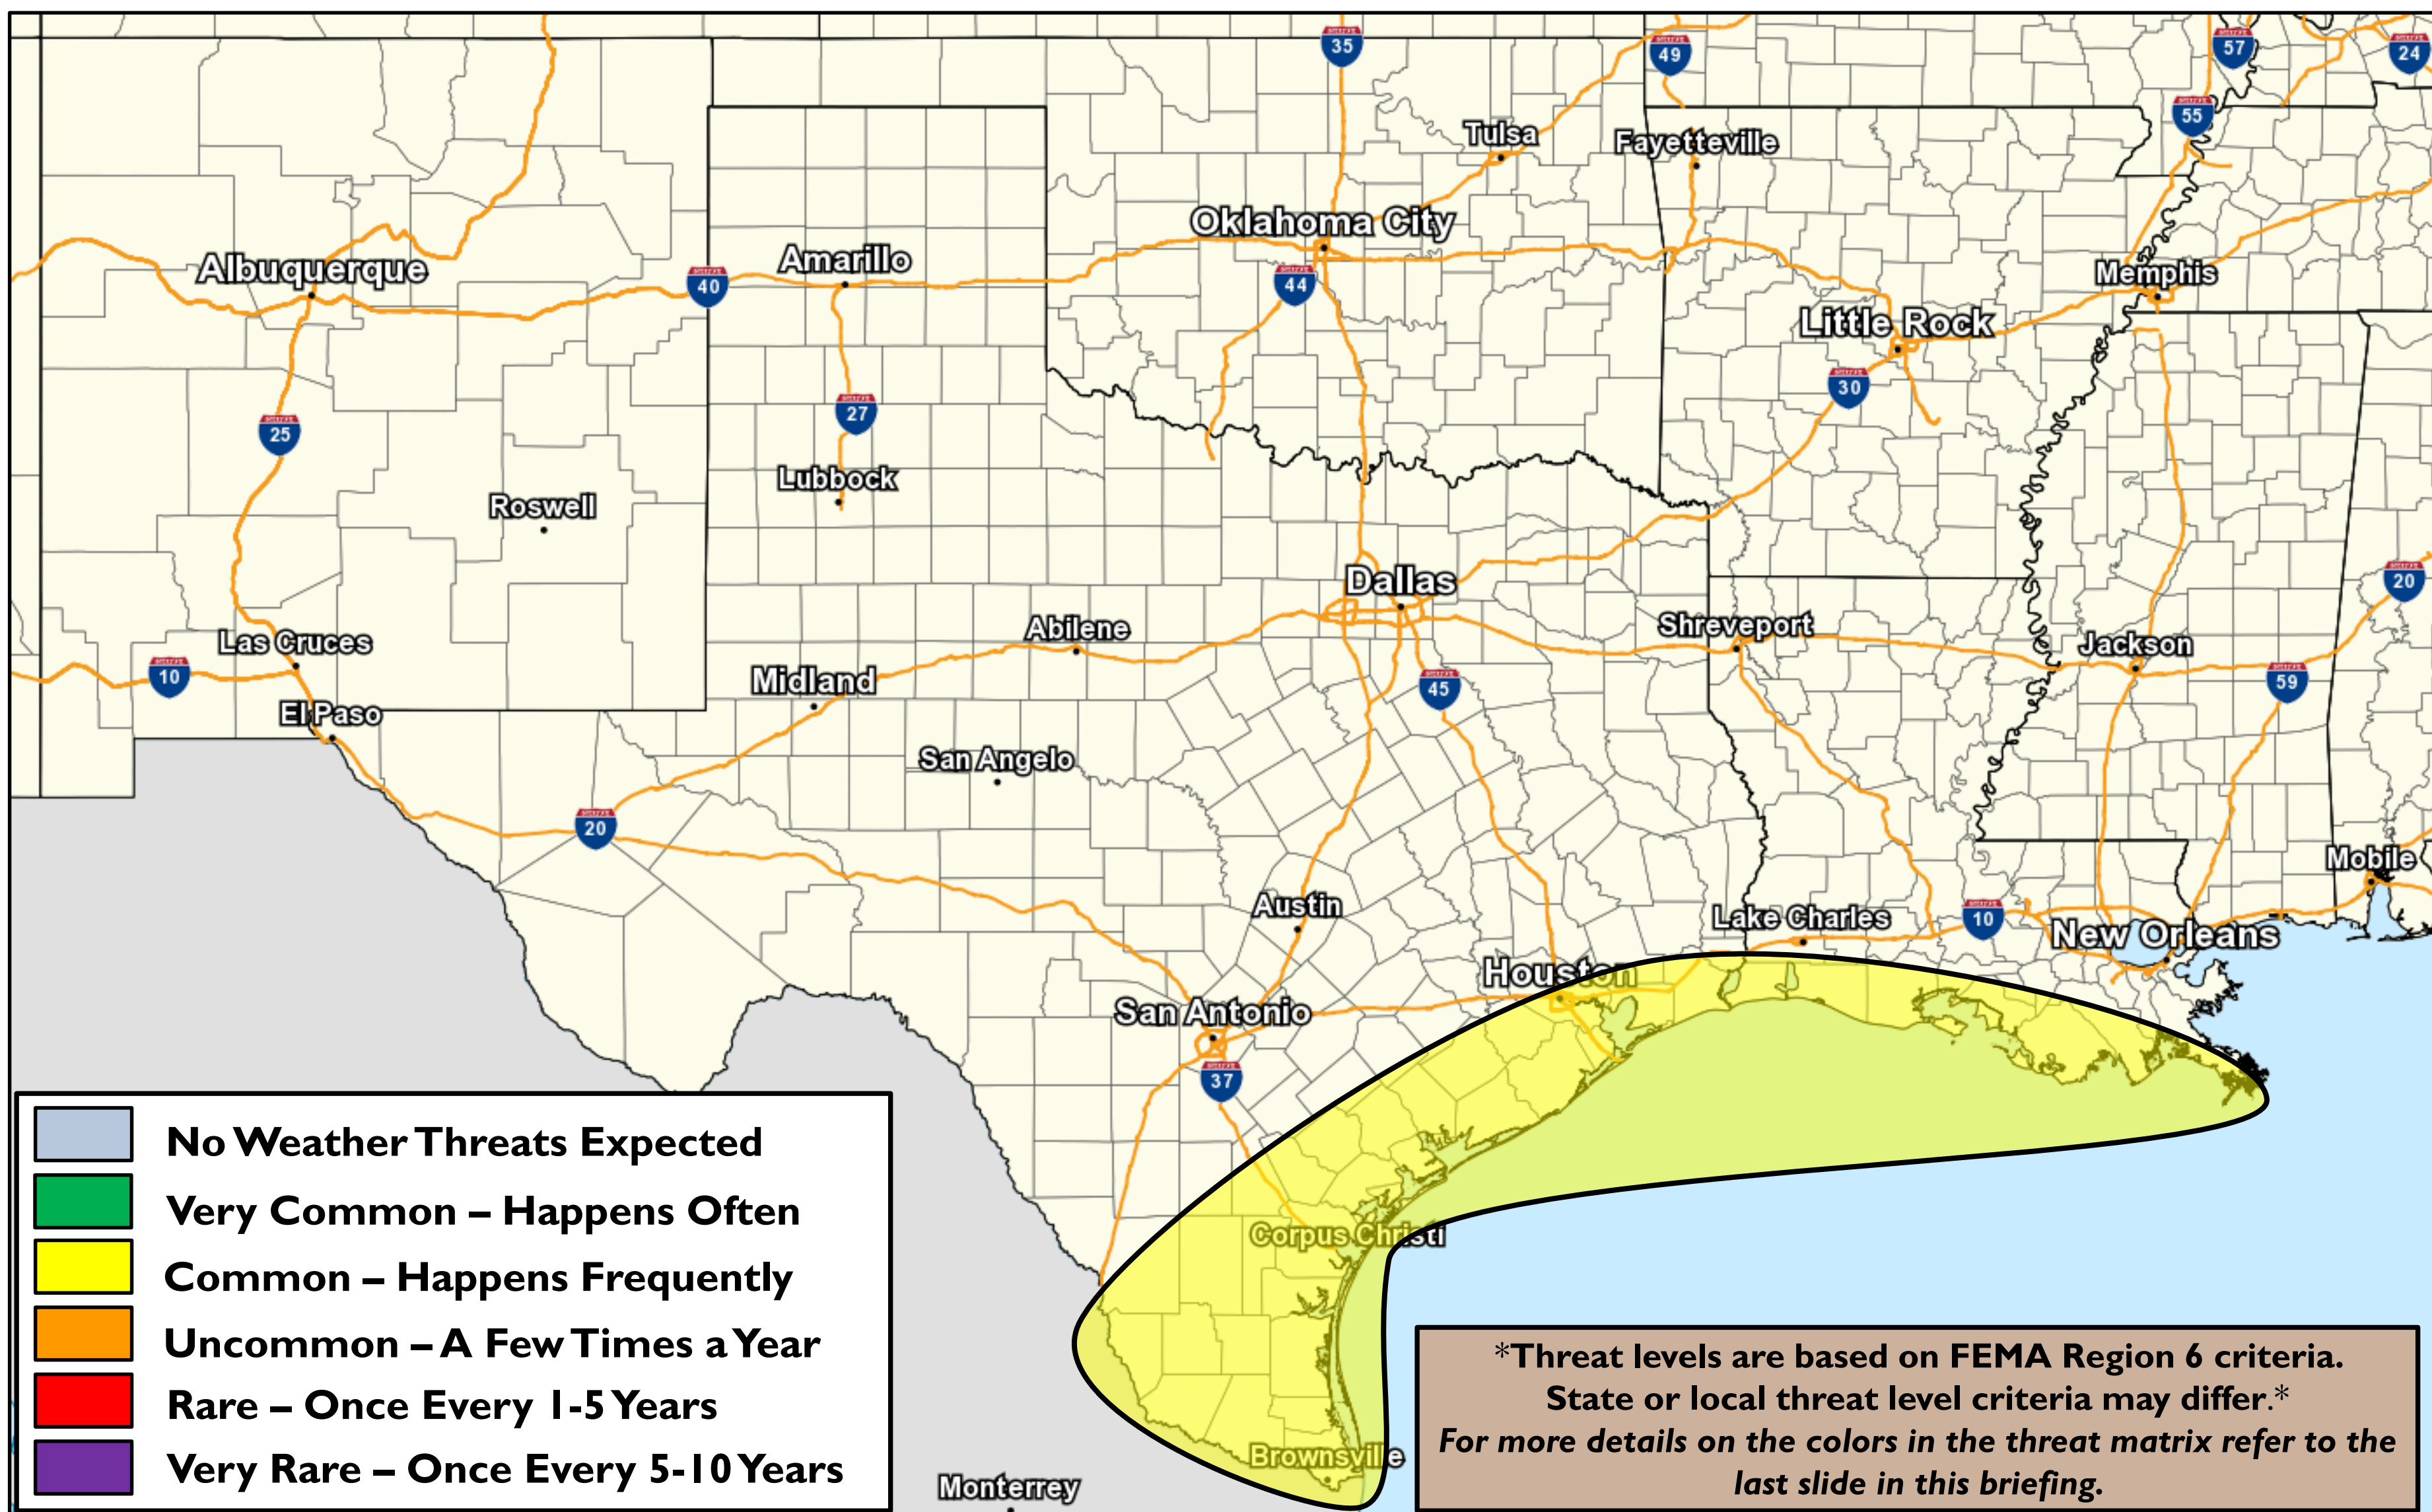 35
49
57
24
55
Tulsa
Fayetteville
Oklahoma City
Albuquerque
Amarillo
40
44
Memphis
Little Rock
30
27
25
Lubbock
Roswell
Dallas
20
Abilene
Shreveport
Las Cruces
Jackson
10
Midland
45
59
El Paso
San Angelo
20
Mobile
Austin
Lake Charles
10
New Orleans
Houston
San Antonio
37
Corpus Christi
Brownsville
Monterrey
No Weather Threats Expected
Very Common – Happens Often
Common – Happens Frequently
Uncommon – A Few Times a Year
Rare – Once Every 1-5 Years
Very Rare – Once Every 5-10 Years
*Threat levels are based on FEMA Region 6 criteria.
State or local threat level criteria may differ.*
For more details on the colors in the threat matrix refer to the
last slide in this briefing.